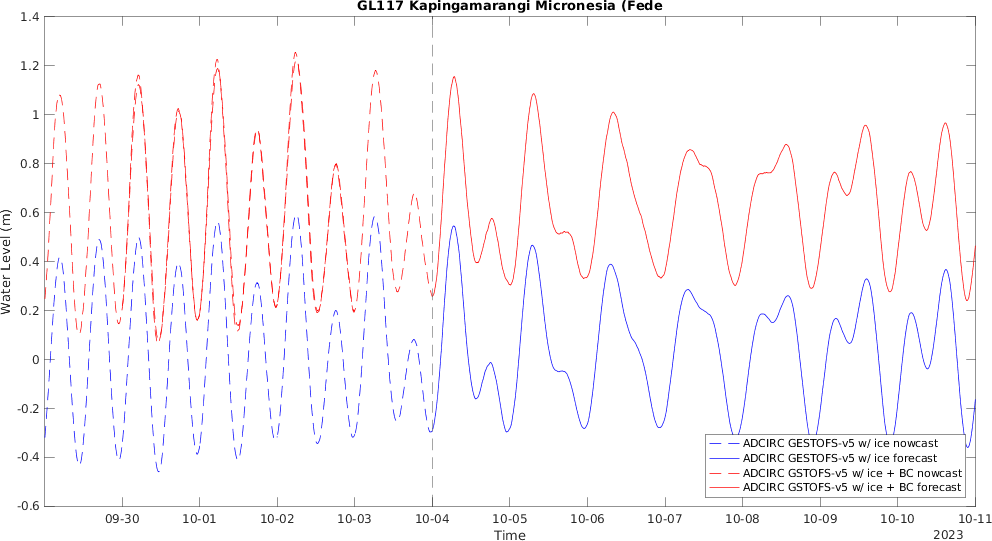 GL117 Kapingamarangi Micronesia (Fede
1.4
1.2
1
0.8
0.6
0.4
0.2
0
-0.2
-0.4
-0.6
Water Level (m)
ADCIRC GESTOFS-v5 w/ ice nowcast
ADCIRC GESTOFS-v5 w/ ice forecast
ADCIRC GSTOFS-v5 w/ ice + BC nowcast
ADCIRC GSTOFS-v5 w/ ice + BC forecast
09-30 10-01 10-02 10-03 10-04 10-05 10-06 10-07 10-08 10-09 10-10 10-11
Time
2023